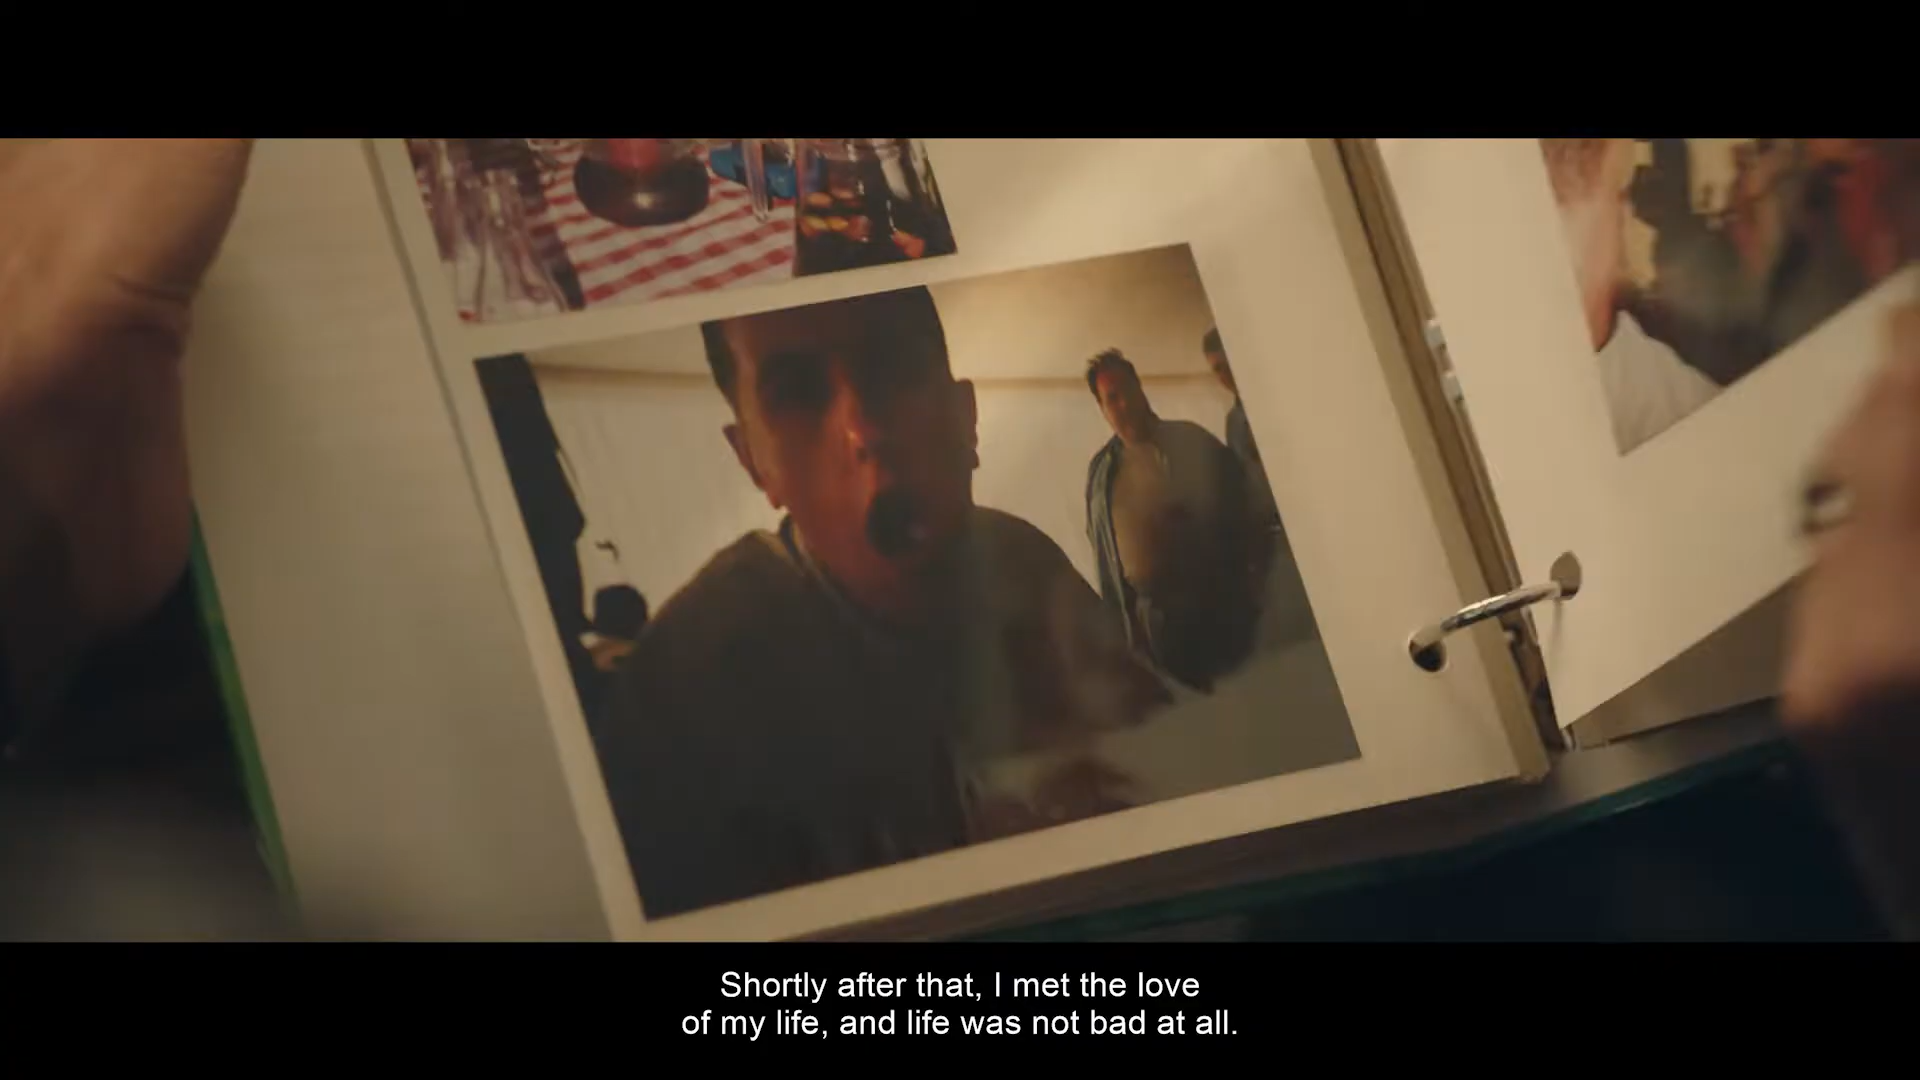 Shortly after that, I met the love
of my life, and life was not bad at all.